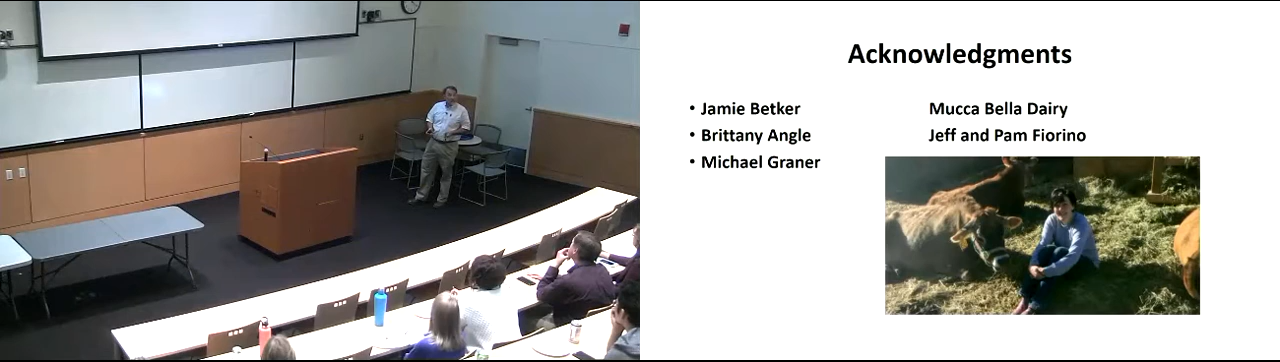 Acknowledgments
• Jamie Betker
• Brittany Angle
• Michael Graner
Mucca Bella Dairy
Jeff and Pam Fiorino